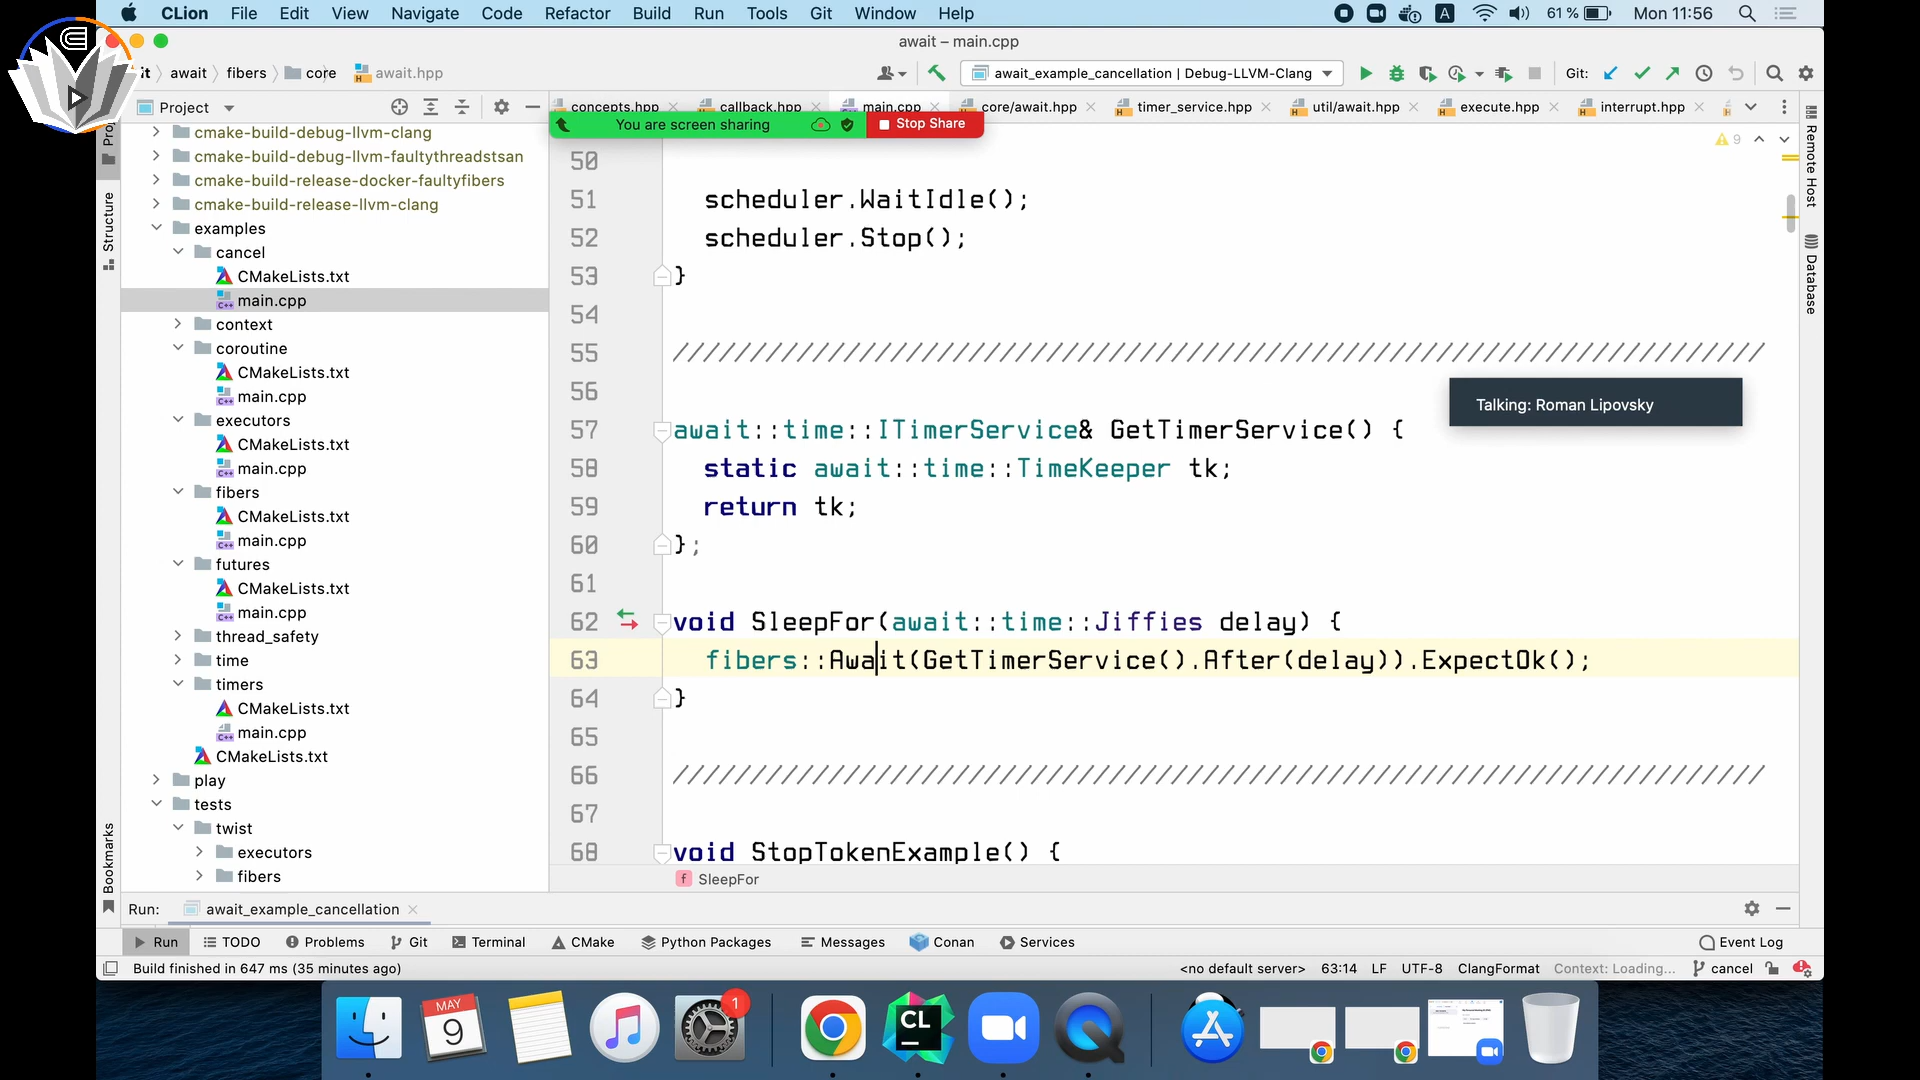 CLion File Edit View Navigate Code Refactor Build Run Tools Git Window Help
A 61 % Mon 11:56
await – main.cpp
it await fibers core await.hpp
await_example_cancellation | Debug-LLVM-Clang
Git:
Project
concepts.hpp callback.hpp main.cpp core/await.hpp timer_service.hpp util/await.hpp execute.hpp interrupt.hpp
You are screen sharing Stop Share
9
cmake-build-debug-llvm-clang
cmake-build-debug-llvm-faultythreadstsan
cmake-build-release-docker-faultyfibers
cmake-build-release-llvm-clang
examples
cancel
CMakeLists.txt
main.cpp
context
coroutine
CMakeLists.txt
main.cpp
executors
CMakeLists.txt
main.cpp
fibers
CMakeLists.txt
main.cpp
futures
CMakeLists.txt
main.cpp
thread_safety
time
timers
CMakeLists.txt
main.cpp
CMakeLists.txt
play
tests
twist
executors
fibers
Structure
Bookmarks
50
51 scheduler.WaitIdle();
52 scheduler.Stop();
53 }
54
55 //////////////////////////////////////////////////////////////////////
56
57 await::time::ITimerService& GetTimerService() {
58 static await::time::TimeKeeper tk;
59 return tk;
60 };
61
62 void SleepFor(await::time::Jiffies delay) {
63 fibers::Await(GetTimerService().After(delay)).ExpectOk();
64 }
65
66 //////////////////////////////////////////////////////////////////////
67
68 void StopTokenExample() {
Talking: Roman Lipovsky
f SleepFor
Remote Host
Database
Run: await_example_cancellation
Run TODO Problems Git Terminal CMake Python Packages Messages Conan Services Event Log
Build finished in 647 ms (35 minutes ago) <no default server> 63:14 LF UTF-8 ClangFormat Context: Loading... cancel
MAY
9
1
CL